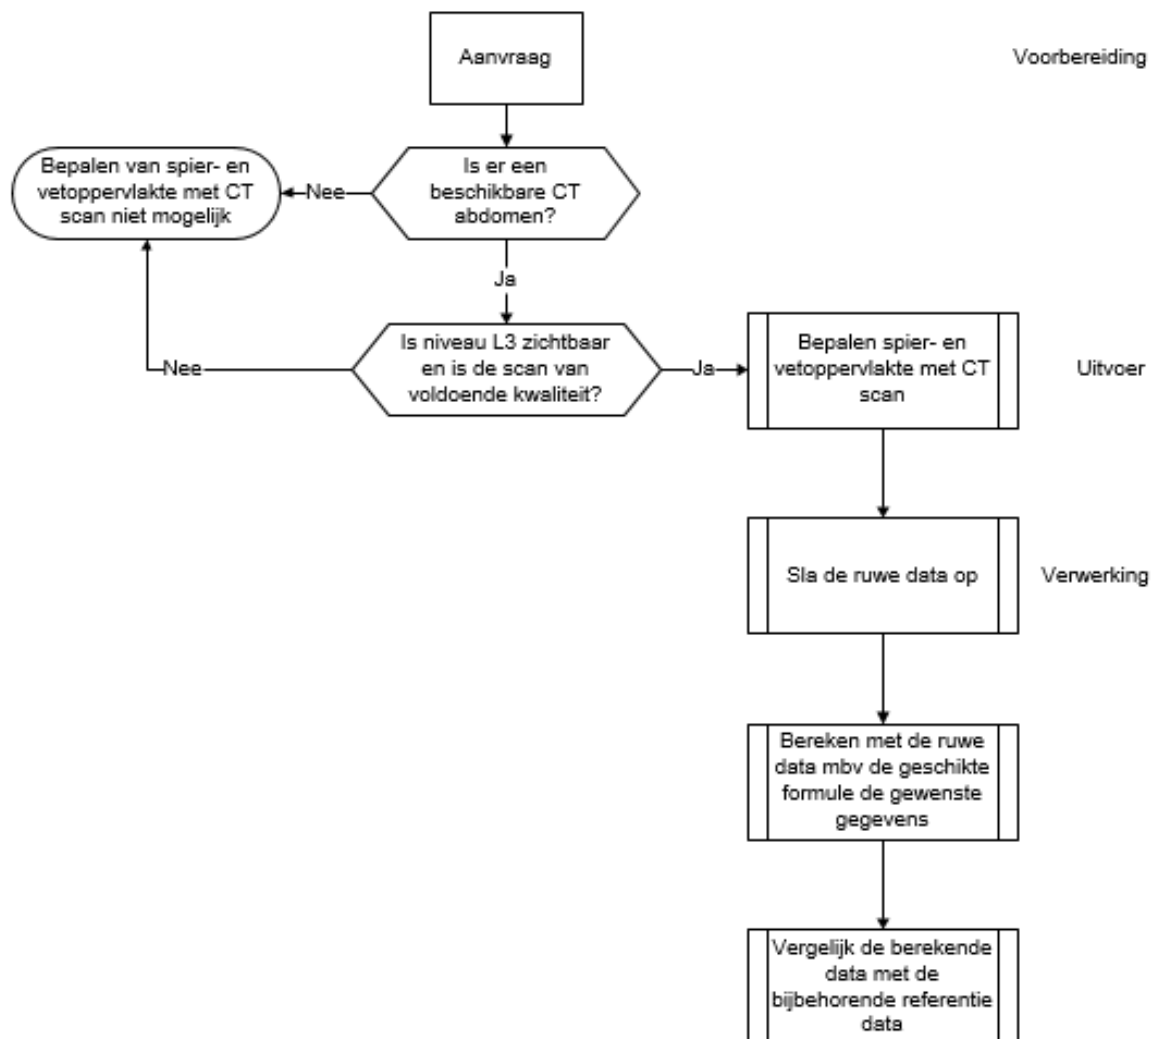 Aanvraag
Voorbereiding
Bepalen van spier- en
vetoppervlakte met CT
scan niet mogelijk
Nee
Is er een
beschikbare CT
abdomen?
Ja
Is niveau L3 zichtbaar
en is de scan van
voldoende kwaliteit?
Nee
Ja
Bepalen spier- en
vetoppervlakte met CT
scan
Uitvoer
Sla de ruwe data op
Verwerking
Bereken met de ruwe
data mbv de geschikte
formule de gewenste
gegevens
Vergelijk de berekende
data met de
bijbehorende referentie
data